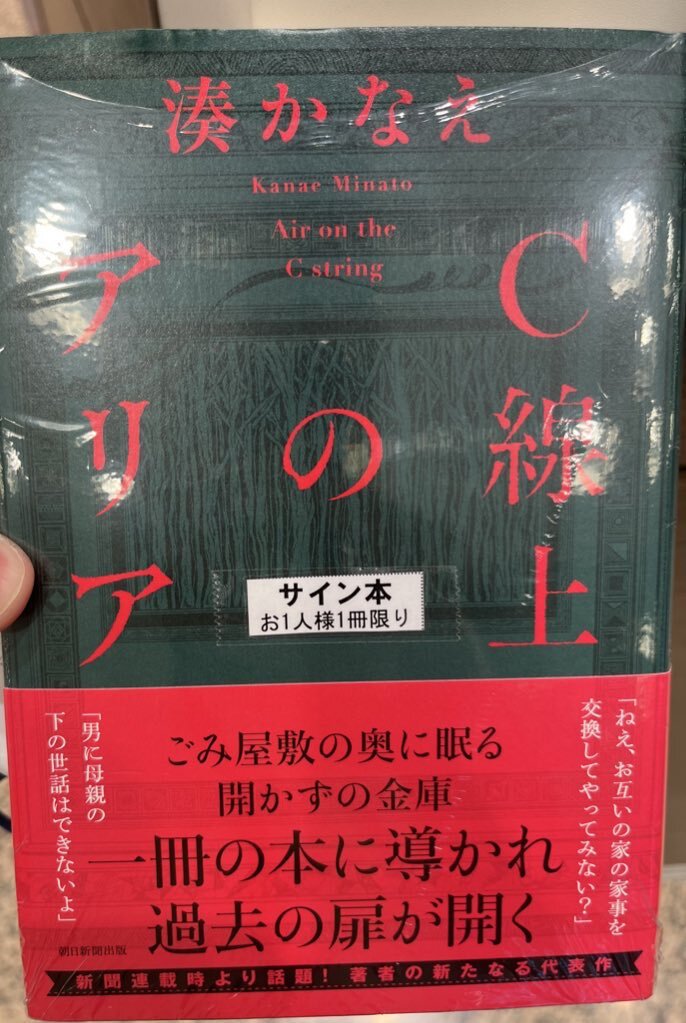 湊かなえ
Kanae Minato
Air on the
C string
C線上
の
アリア
サイン本
お1人様1冊限り
「ねえ、お互いの家の家事を
交換してやってみない?」
ごみ屋敷の奥に眠る
開かずの金庫
一冊の本に導かれ
過去の扉が開く
「男に母親の
下の世話はできないよ」
朝日新聞出版
新聞連載時より話題! 著者の新たなる代表作